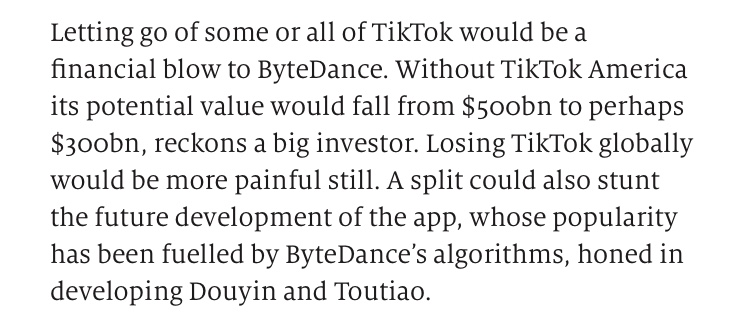 Letting go of some or all of TikTok would be a
financial blow to ByteDance. Without TikTok America
its potential value would fall from $500bn to perhaps
$300bn, reckons a big investor. Losing TikTok globally
would be more painful still. A split could also stunt
the future development of the app, whose popularity
has been fuelled by ByteDance’s algorithms, honed in
developing Douyin and Toutiao.